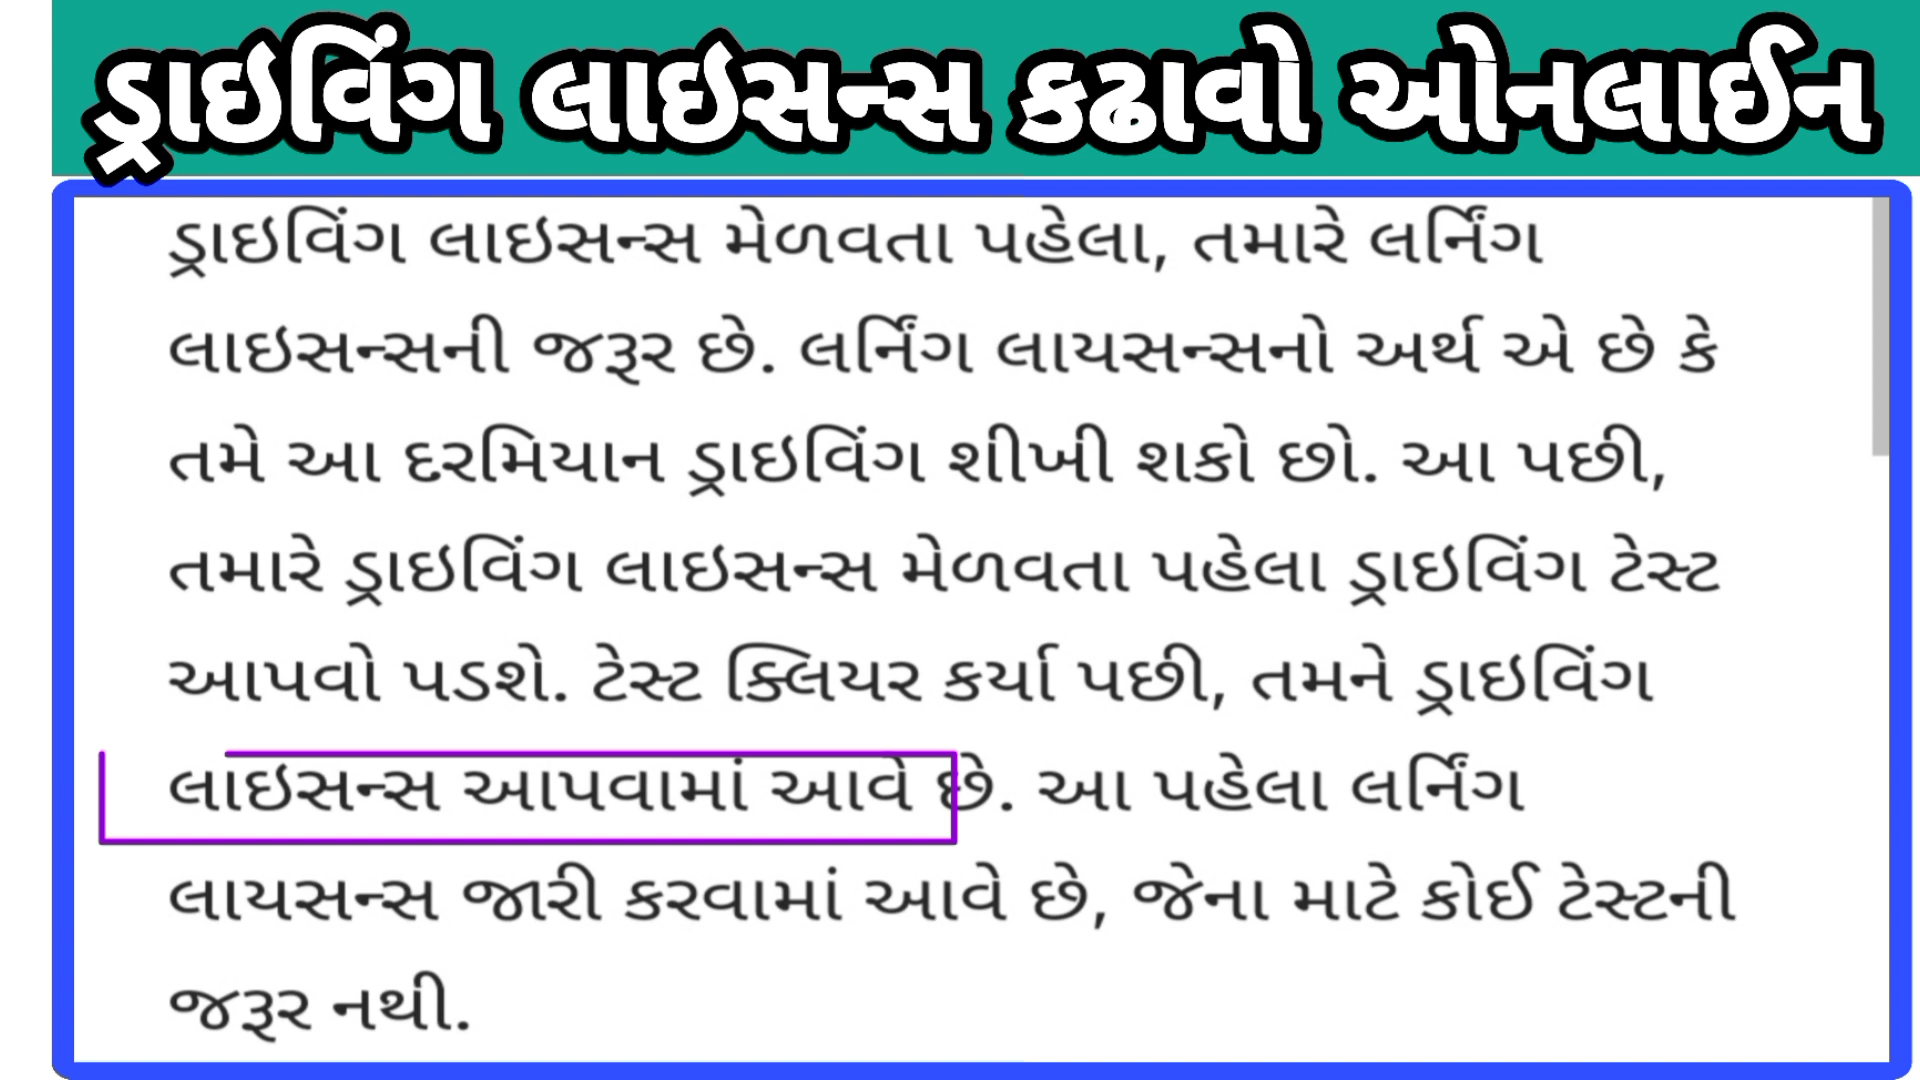 ડ્રાઇવિંગ લાઇસન્સ કઢાવો ઓનલાઈન
ડ્રાઇવિંગ લાઇસન્સ મેળવતા પહેલા, તમારે લર્નિંગ
લાઇસન્સની જરૂર છે. લર્નિંગ લાયસન્સનો અર્થ એ છે કે
તમે આ દરમિયાન ડ્રાઇવિંગ શીખી શકો છો. આ પછી,
તમારે ડ્રાઇવિંગ લાઇસન્સ મેળવતા પહેલા ડ્રાઇવિંગ ટેસ્ટ
આપવો પડશે. ટેસ્ટ ક્લિયર કર્યા પછી, તમને ડ્રાઇવિંગ
લાઇસન્સ આપવામાં આવે છે. આ પહેલા લર્નિંગ
લાયસન્સ જારી કરવામાં આવે છે, જેના માટે કોઈ ટેસ્ટની
જરૂર નથી.